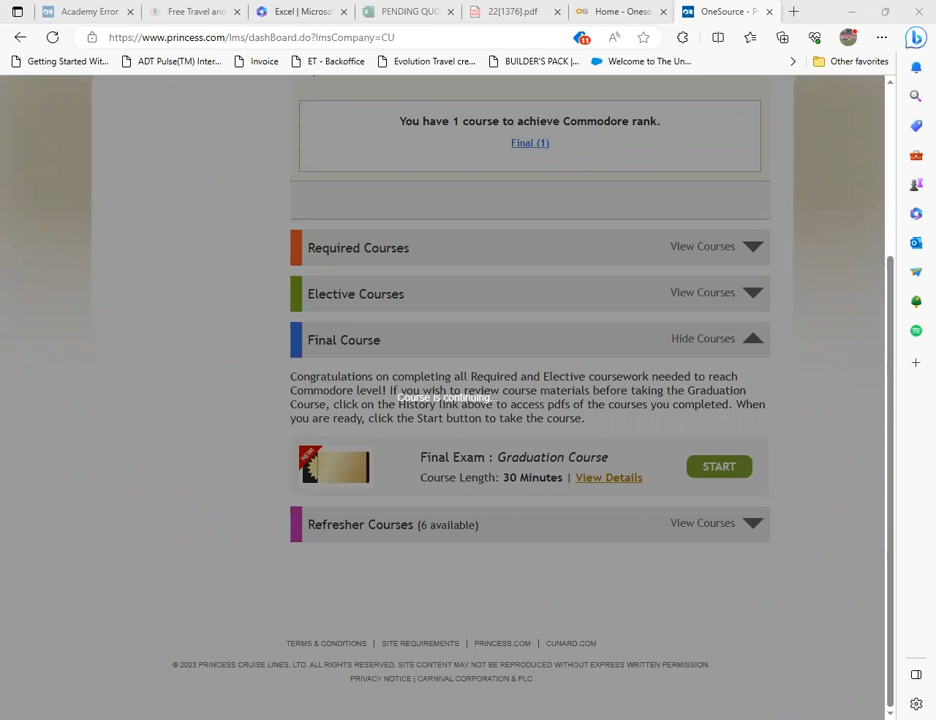 Academy Error
Free Travel and
Excel | Micros
PENDING QUO
22[1376].pdf
Home - Oneso
OneSource - P
https://www.princess.com/lms/dashBoard.do?lmsCompany=CU
11
Getting Started Wit...
ADT Pulse(TM) Inter...
Invoice
ET - Backoffice
Evolution Travel cre...
BUILDER'S PACK |...
Welcome to The Un...
Other favorites
You have 1 course to achieve Commodore rank.
Final (1)
Required Courses
View Courses
Elective Courses
View Courses
Final Course
Hide Courses
Congratulations on completing all Required and Elective coursework needed to reach
Commodore level! If you wish to review course materials before taking the Graduation
Course is continuing...
Course, click on the History link above to access pdfs of the courses you completed. When
you are ready, click the Start button to take the course.
NEW!
Final Exam : Graduation Course
Course Length: 30 Minutes | View Details
START
Refresher Courses (6 available)
View Courses
TERMS & CONDITIONS | SITE REQUIREMENTS | PRINCESS.COM | CUNARD.COM
© 2023 PRINCESS CRUISE LINES, LTD. ALL RIGHTS RESERVED. SITE CONTENT MAY NOT BE REPRODUCED WITHOUT EXPRESS WRITTEN PERMISSION.
PRIVACY NOTICE | CARNIVAL CORPORATION & PLC